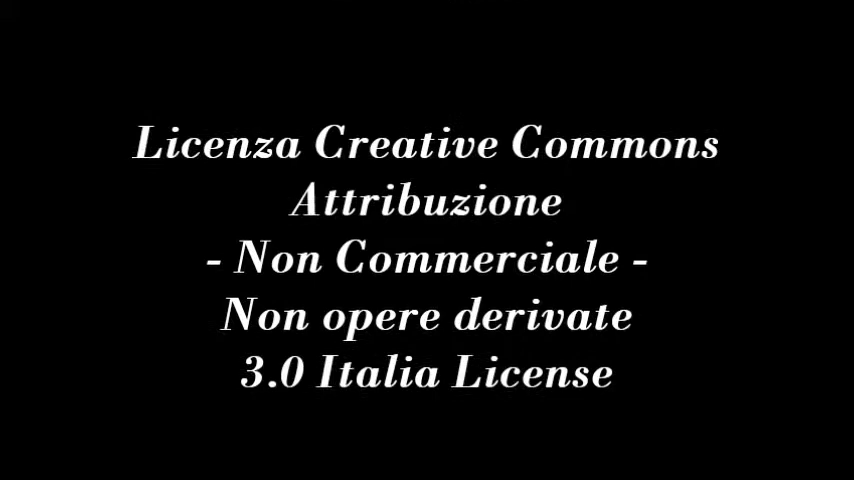 Licenza Creative Commons
Attribuzione
- Non Commerciale -
Non opere derivate
3.0 Italia License